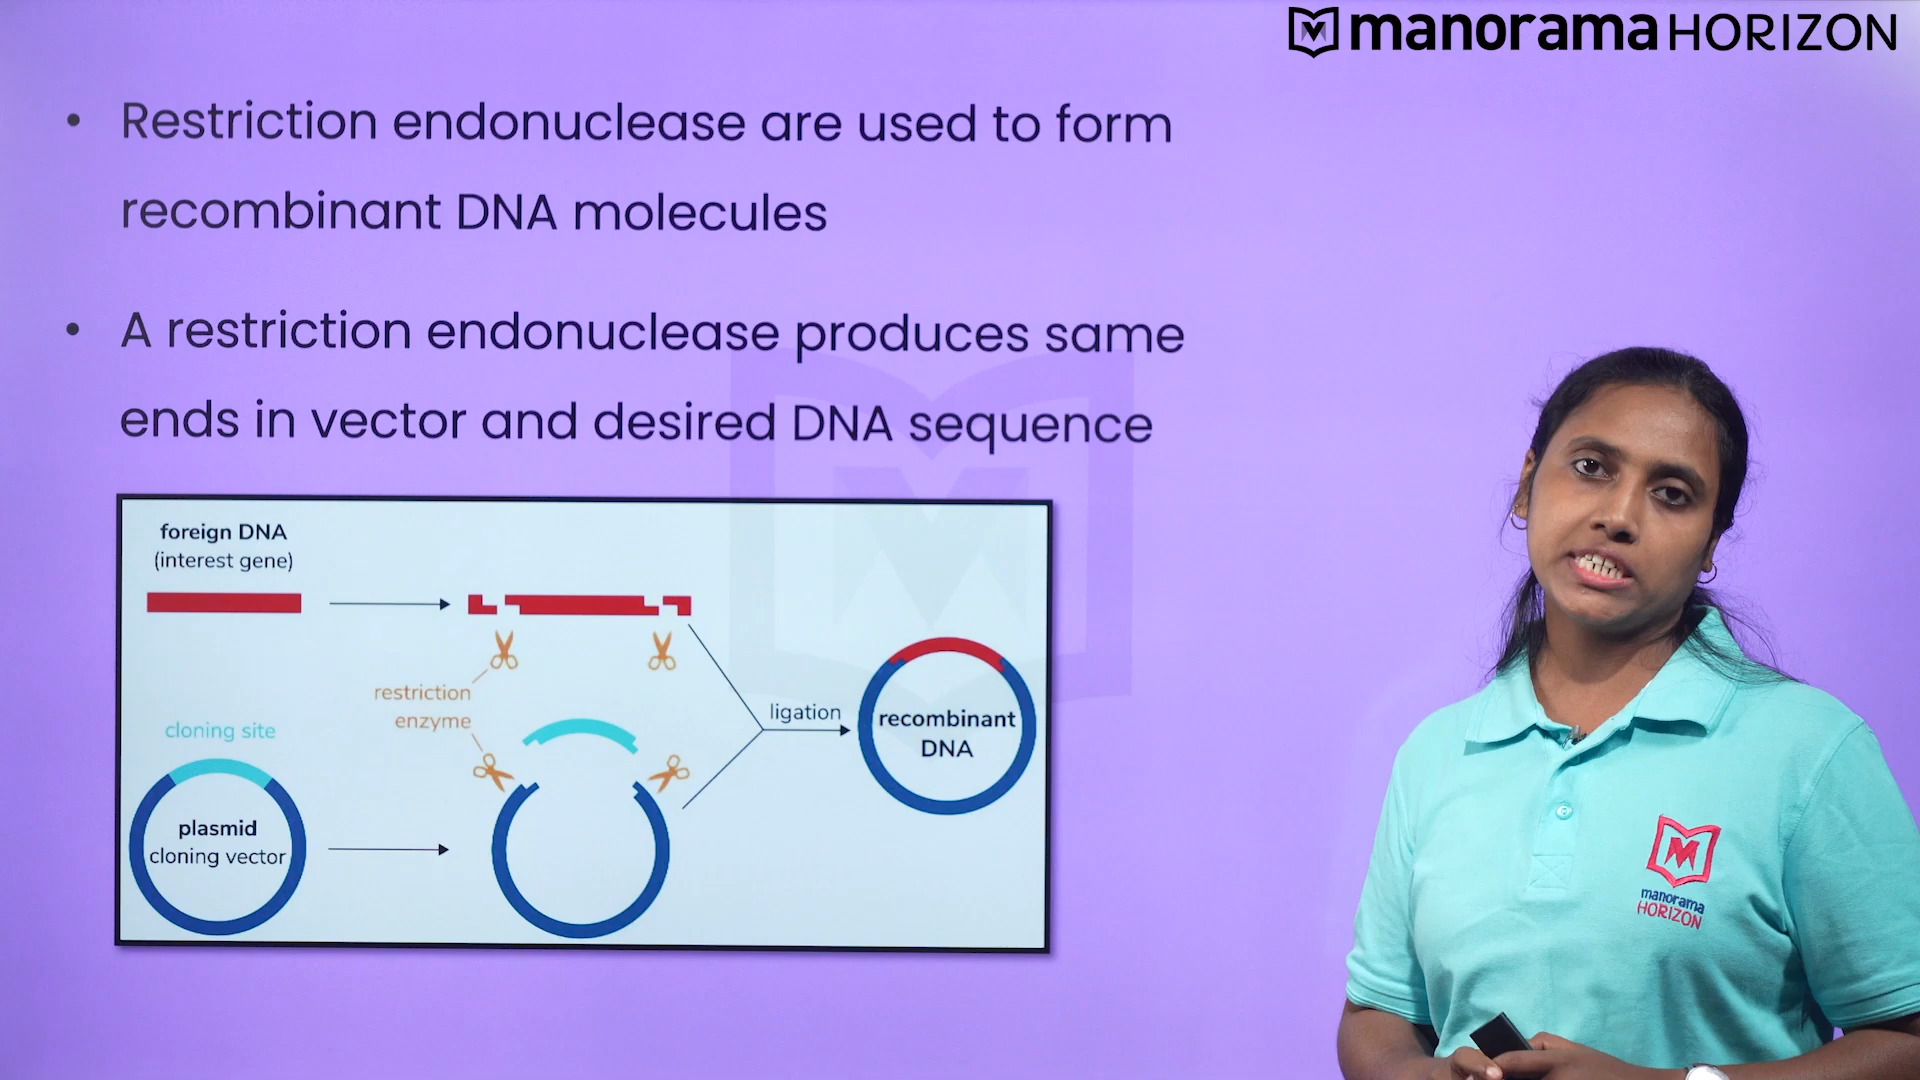 manorama HORIZON
• Restriction endonuclease are used to form
recombinant DNA molecules
• A restriction endonuclease produces same
ends in vector and desired DNA sequence
foreign DNA
(interest gene)
restriction
enzyme
cloning site
plasmid
cloning vector
ligation
recombinant
DNA
manorama
HORIZON